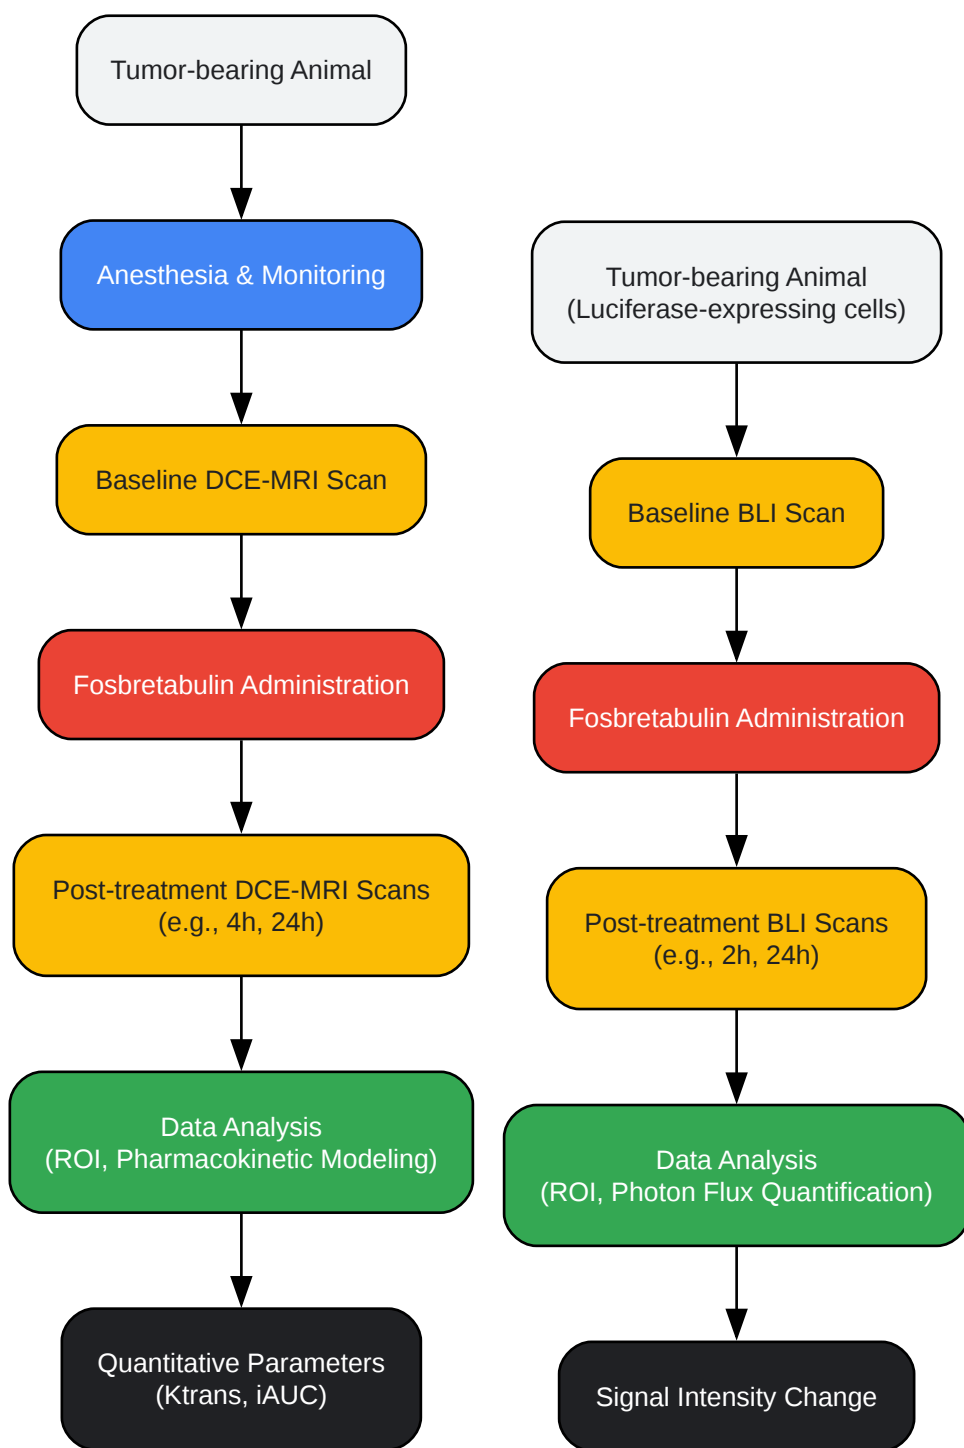 Tumor-bearing Animal
Anesthesia & Monitoring
Baseline DCE-MRI Scan
Fosbretabulin Administration
Post-treatment DCE-MRI Scans
(e.g., 4h, 24h)
Data Analysis
(ROI, Pharmacokinetic Modeling)
Quantitative Parameters
(Ktrans, iAUC)
Tumor-bearing Animal
(Luciferase-expressing cells)
Baseline BLI Scan
Fosbretabulin Administration
Post-treatment BLI Scans
(e.g., 2h, 24h)
Data Analysis
(ROI, Photon Flux Quantification)
Signal Intensity Change